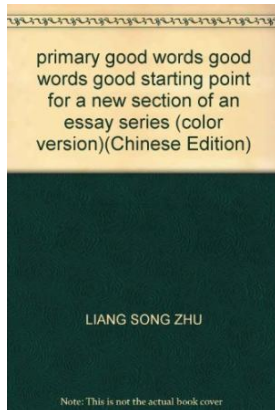 primary good words good
words good starting point
for a new section of an
essay series (color
version)(Chinese Edition)
LIANG SONG ZHU
Note: This is not the actual book cover